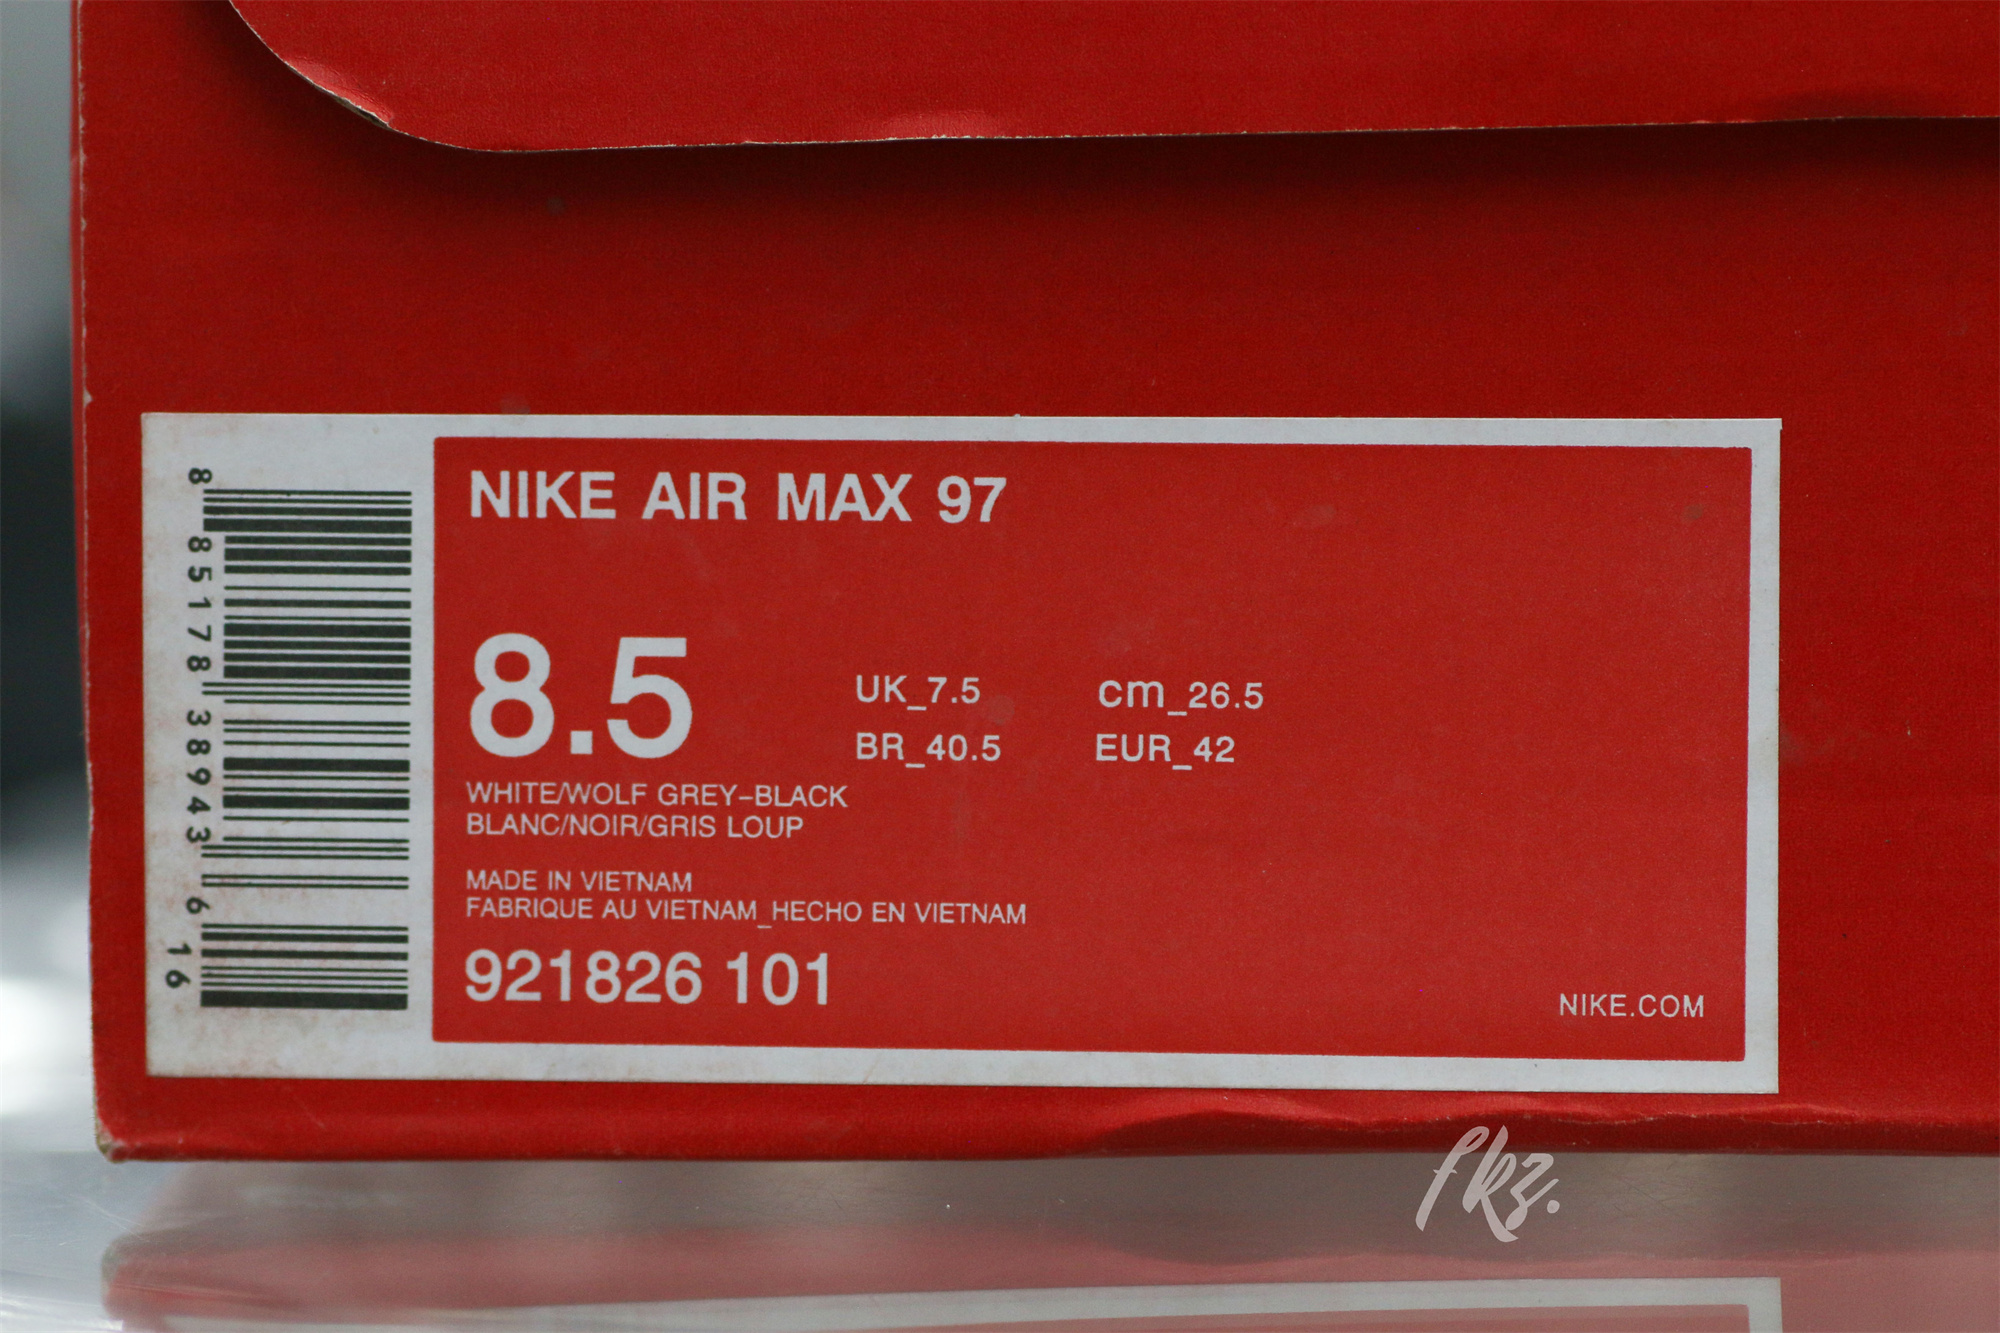 NIKE AIR MAX 97
8.5
UK_7.5 cm_26.5
BR_40.5 EUR_42
WHITE/WOLF GREY-BLACK
BLANC/NOIR/GRIS LOUP
MADE IN VIETNAM
FABRIQUE AU VIETNAM_HECHO EN VIETNAM
921826 101
NIKE.COM
8 85178 38943 6
16
fkz.